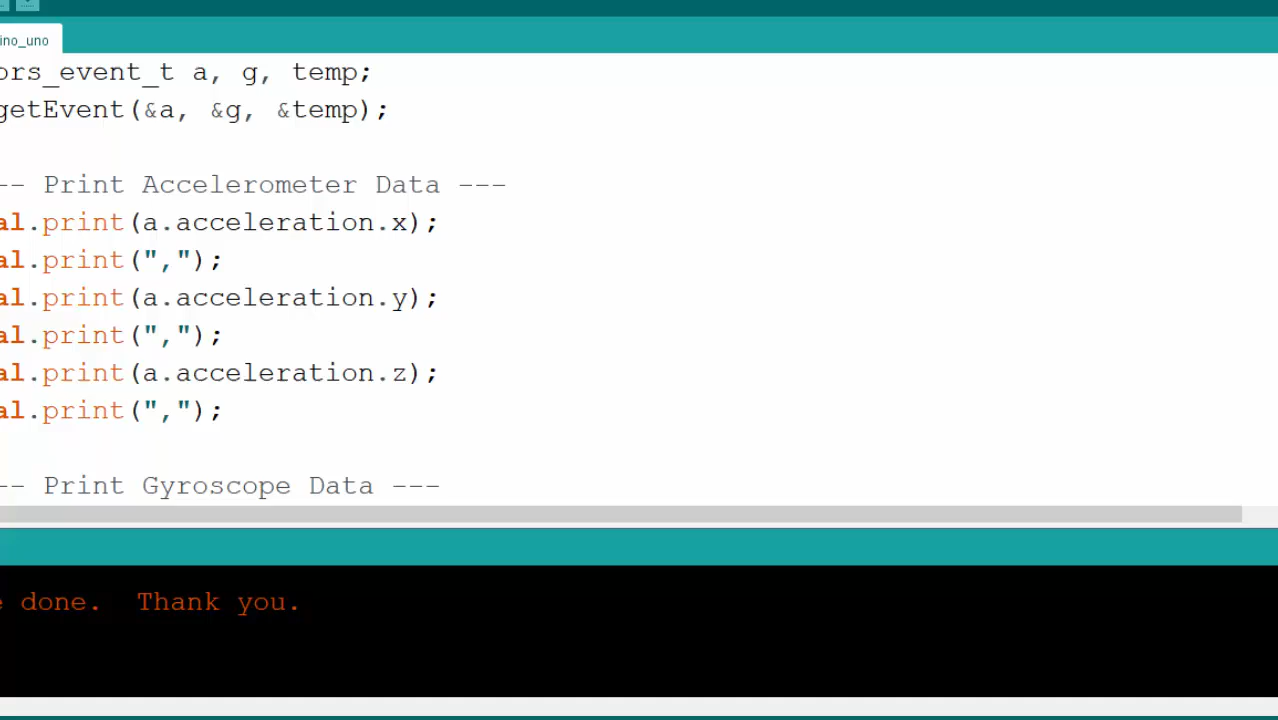 ino_uno
ors_event_t a, g, temp;
getEvent(&a, &g, &temp);
-- Print Accelerometer Data ---
al.print(a.acceleration.x);
al.print(",");
al.print(a.acceleration.y);
al.print(",");
al.print(a.acceleration.z);
al.print(",");
-- Print Gyroscope Data ---
e done.  Thank you.